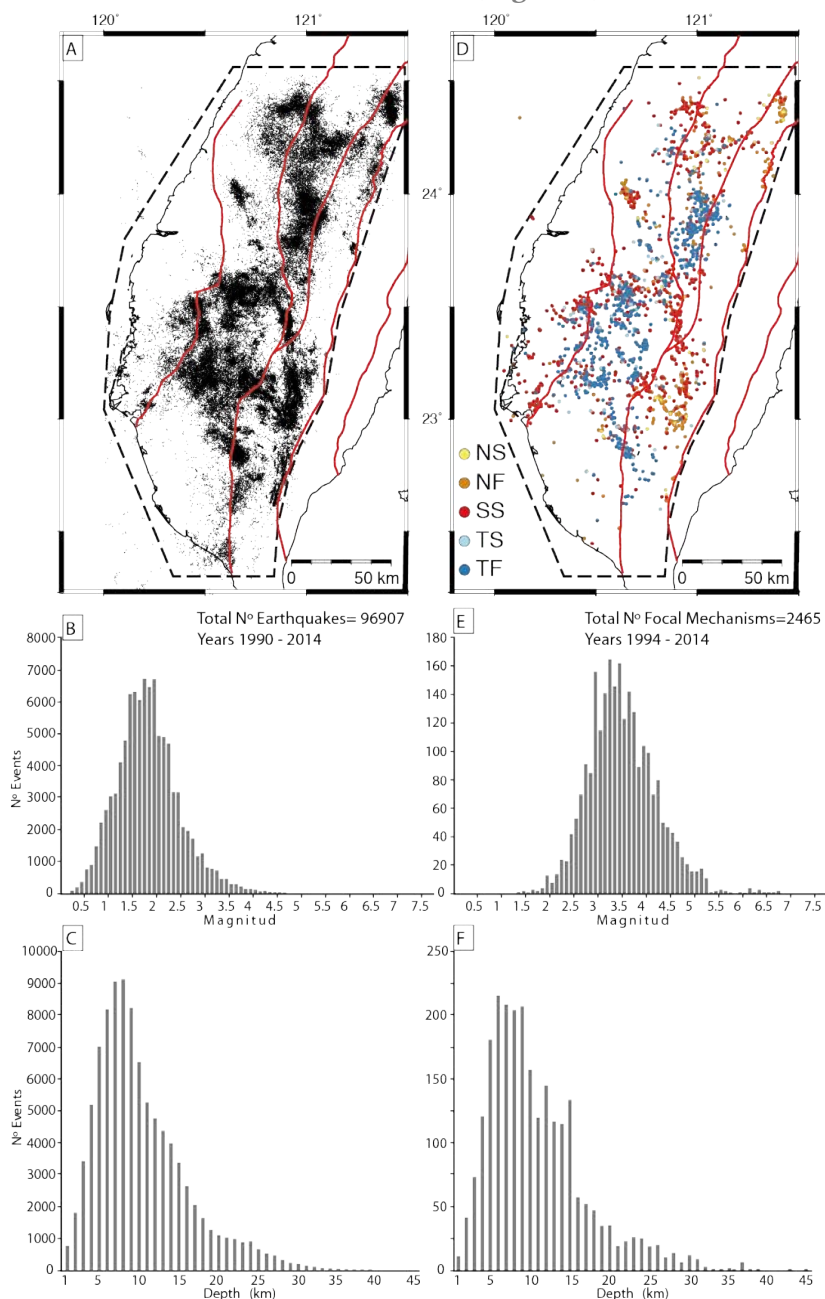 120°
121°
A
24°
23°
0 50 km
120°
121°
D
NS
NF
SS
TS
TF
0 50 km
B
Total Nº Earthquakes= 96907
Years 1990 - 2014
8000
7000
6000
5000
4000
3000
2000
1000
0
Nº Events
0.5 1 1.5 2 2.5 3 3.5 4 4.5 5 5.5 6 6.5 7 7.5
Magnitud
E
Total Nº Focal Mechanisms=2465
Years 1994 - 2014
180
160
140
120
100
80
60
40
20
0
0.5 1 1.5 2 2.5 3 3.5 4 4.5 5 5.5 6 6.5 7 7.5
Magnitud
C
10000
9000
8000
7000
6000
5000
4000
3000
2000
1000
0
Nº Events
1 5 10 15 20 25 30 35 40 45
Depth (km)
F
250
200
150
100
50
0
1 5 10 15 20 25 30 35 40 45
Depth (km)